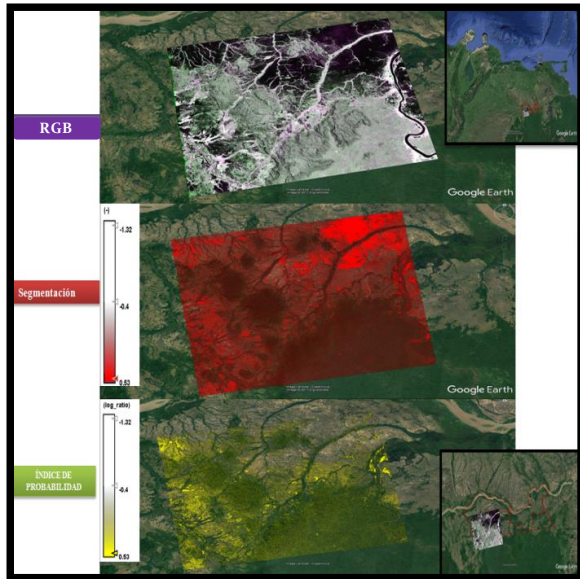 RGB
Google Earth
(-)
-1.32
-0.4
0.53
Segmentación
Google Earth
(log_ratio)
-1.32
-0.4
0.53
ÍNDICE DE
PROBABILIDAD